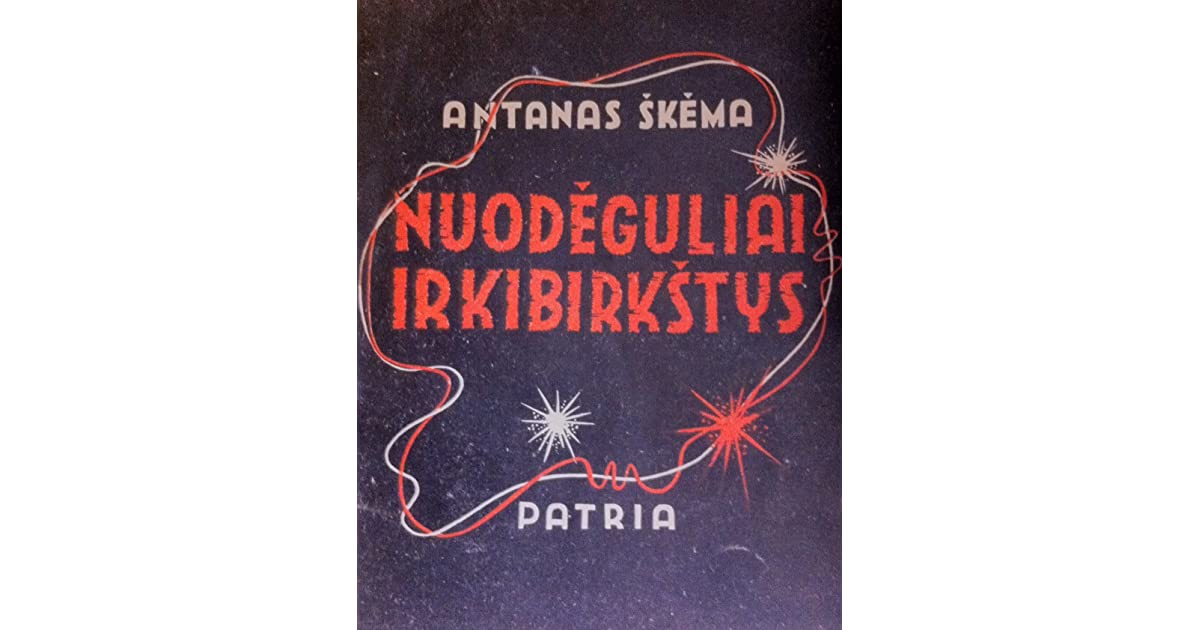 ANTANAS ŠKĖMA
NUODĖGULIAI
IR KIBIRKŠTYS
PATRIA